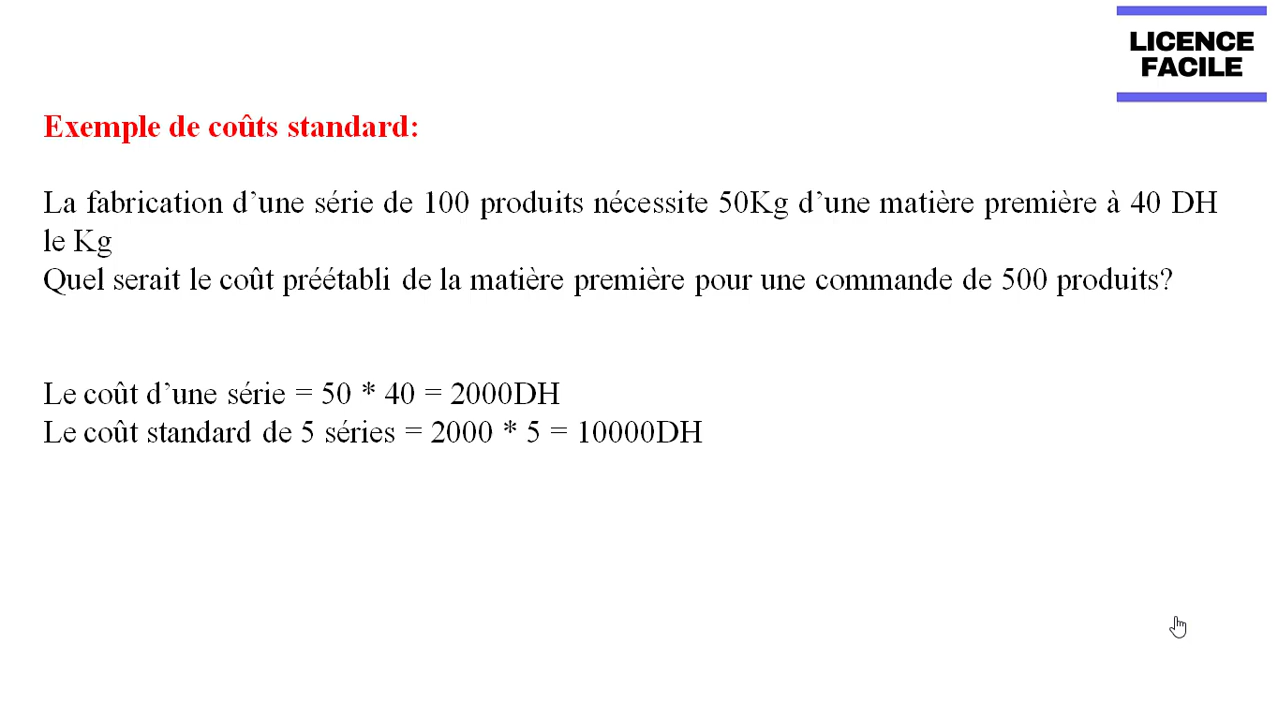 LICENCE
FACILE
Exemple de coûts standard:
La fabrication d’une série de 100 produits nécessite 50Kg d’une matière première à 40 DH
le Kg
Quel serait le coût préétabli de la matière première pour une commande de 500 produits?
Le coût d’une série = 50 * 40 = 2000DH
Le coût standard de 5 séries = 2000 * 5 = 10000DH